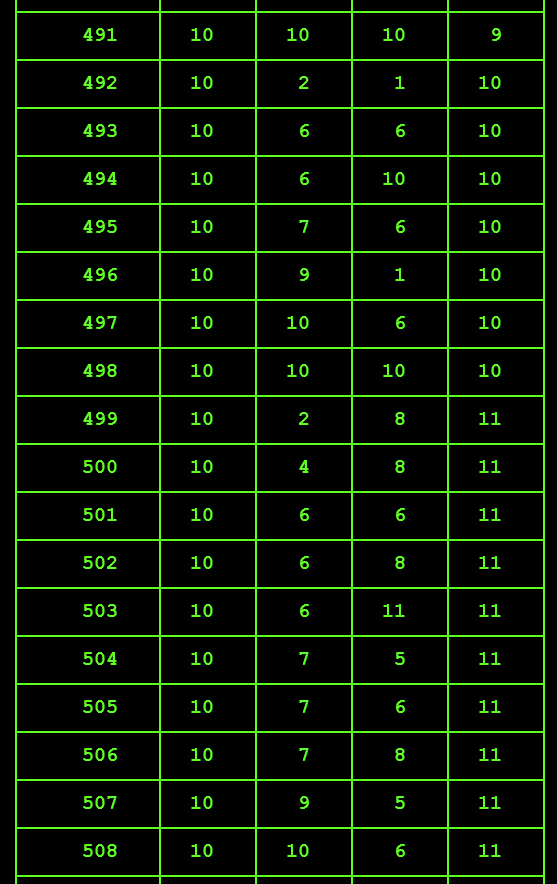 491 10 10 10 9
492 10 2 1 10
493 10 6 6 10
494 10 6 10 10
495 10 7 6 10
496 10 9 1 10
497 10 10 6 10
498 10 10 10 10
499 10 2 8 11
500 10 4 8 11
501 10 6 6 11
502 10 6 8 11
503 10 6 11 11
504 10 7 5 11
505 10 7 6 11
506 10 7 8 11
507 10 9 5 11
508 10 10 6 11